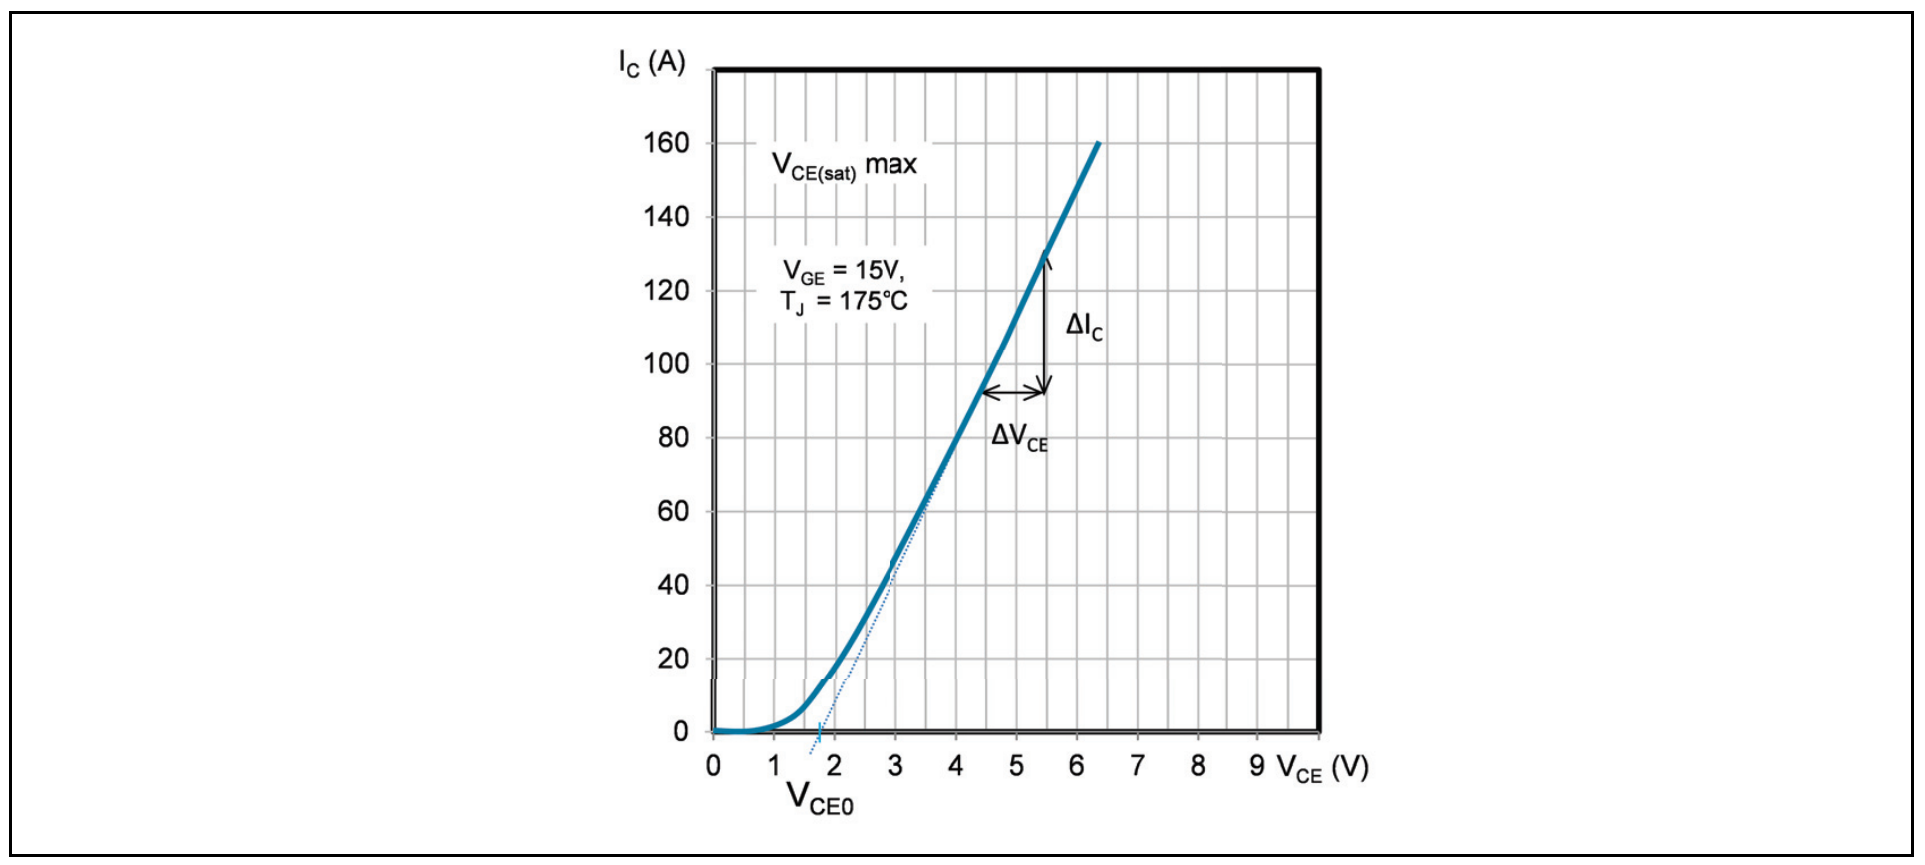 I_C (A)
160
V_CE(sat) max
140
V_GE = 15V,
T_J = 175°C
120
ΔI_C
100
80
ΔV_CE
60
40
20
0
0 1 2 3 4 5 6 7 8 9 V_CE (V)
V_CE0